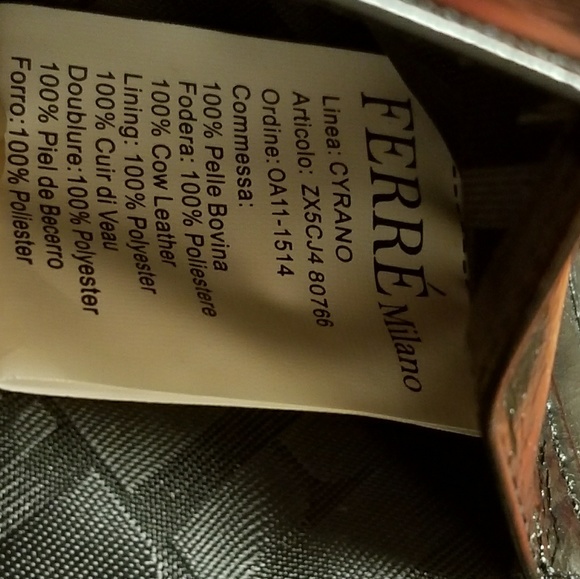 FERRÉ Milano
Linea: CYRANO
Articolo: ZX5CJ4 80766
Ordine: OA11-1514
Commessa:
100% Pelle Bovina
Fodera: 100% Poliestere
100% Cow Leather
Lining: 100% Polyester
100% Cuir di Veau
Doublure:100% Polyester
100% Piel de Becerro
Forro:100% Poliester